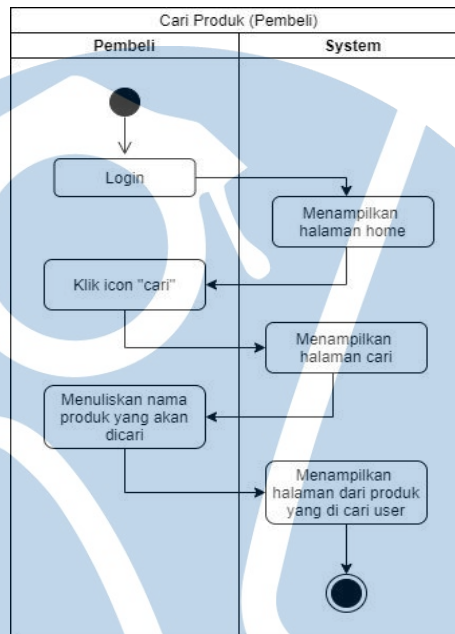 Cari Produk (Pembeli)
Pembeli
System
Login
Menampilkan
halaman home
Klik icon "cari"
Menampilkan
halaman cari
Menuliskan nama
produk yang akan
dicari
Menampilkan
halaman dari produk
yang di cari user